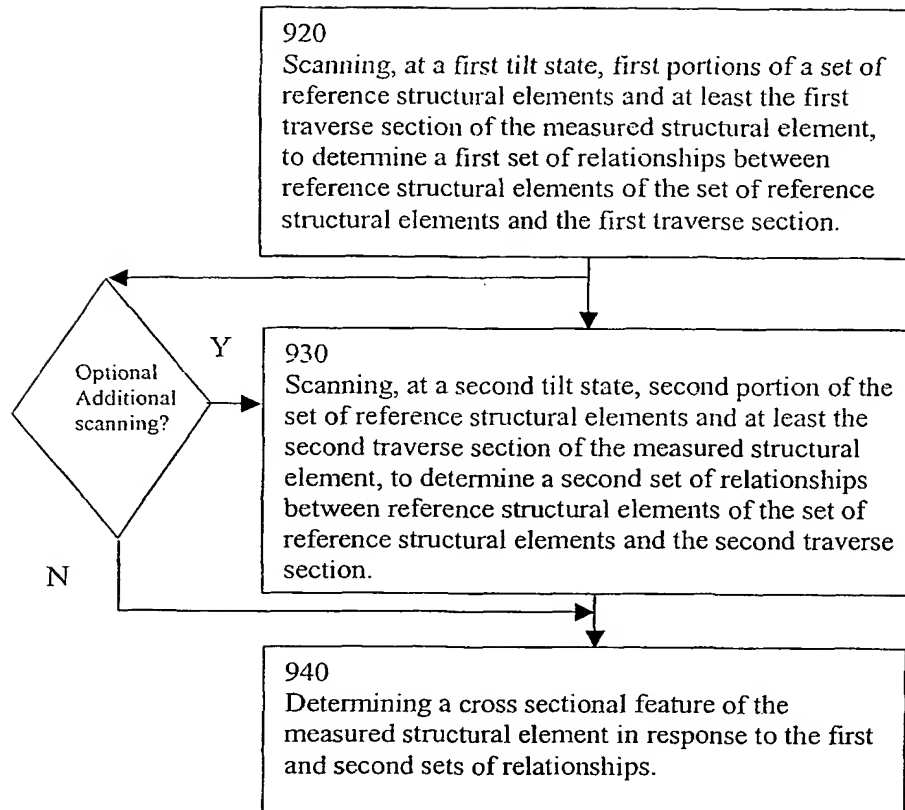 920
Scanning, at a first tilt state, first portions of a set of
reference structural elements and at least the first
traverse section of the measured structural element,
to determine a first set of relationships between
reference structural elements of the set of reference
structural elements and the first traverse section.
Optional
Additional
scanning?
Y
N
930
Scanning, at a second tilt state, second portion of the
set of reference structural elements and at least the
second traverse section of the measured structural
element, to determine a second set of relationships
between reference structural elements of the set of
reference structural elements and the second traverse
section.
940
Determining a cross sectional feature of the
measured structural element in response to the first
and second sets of relationships.